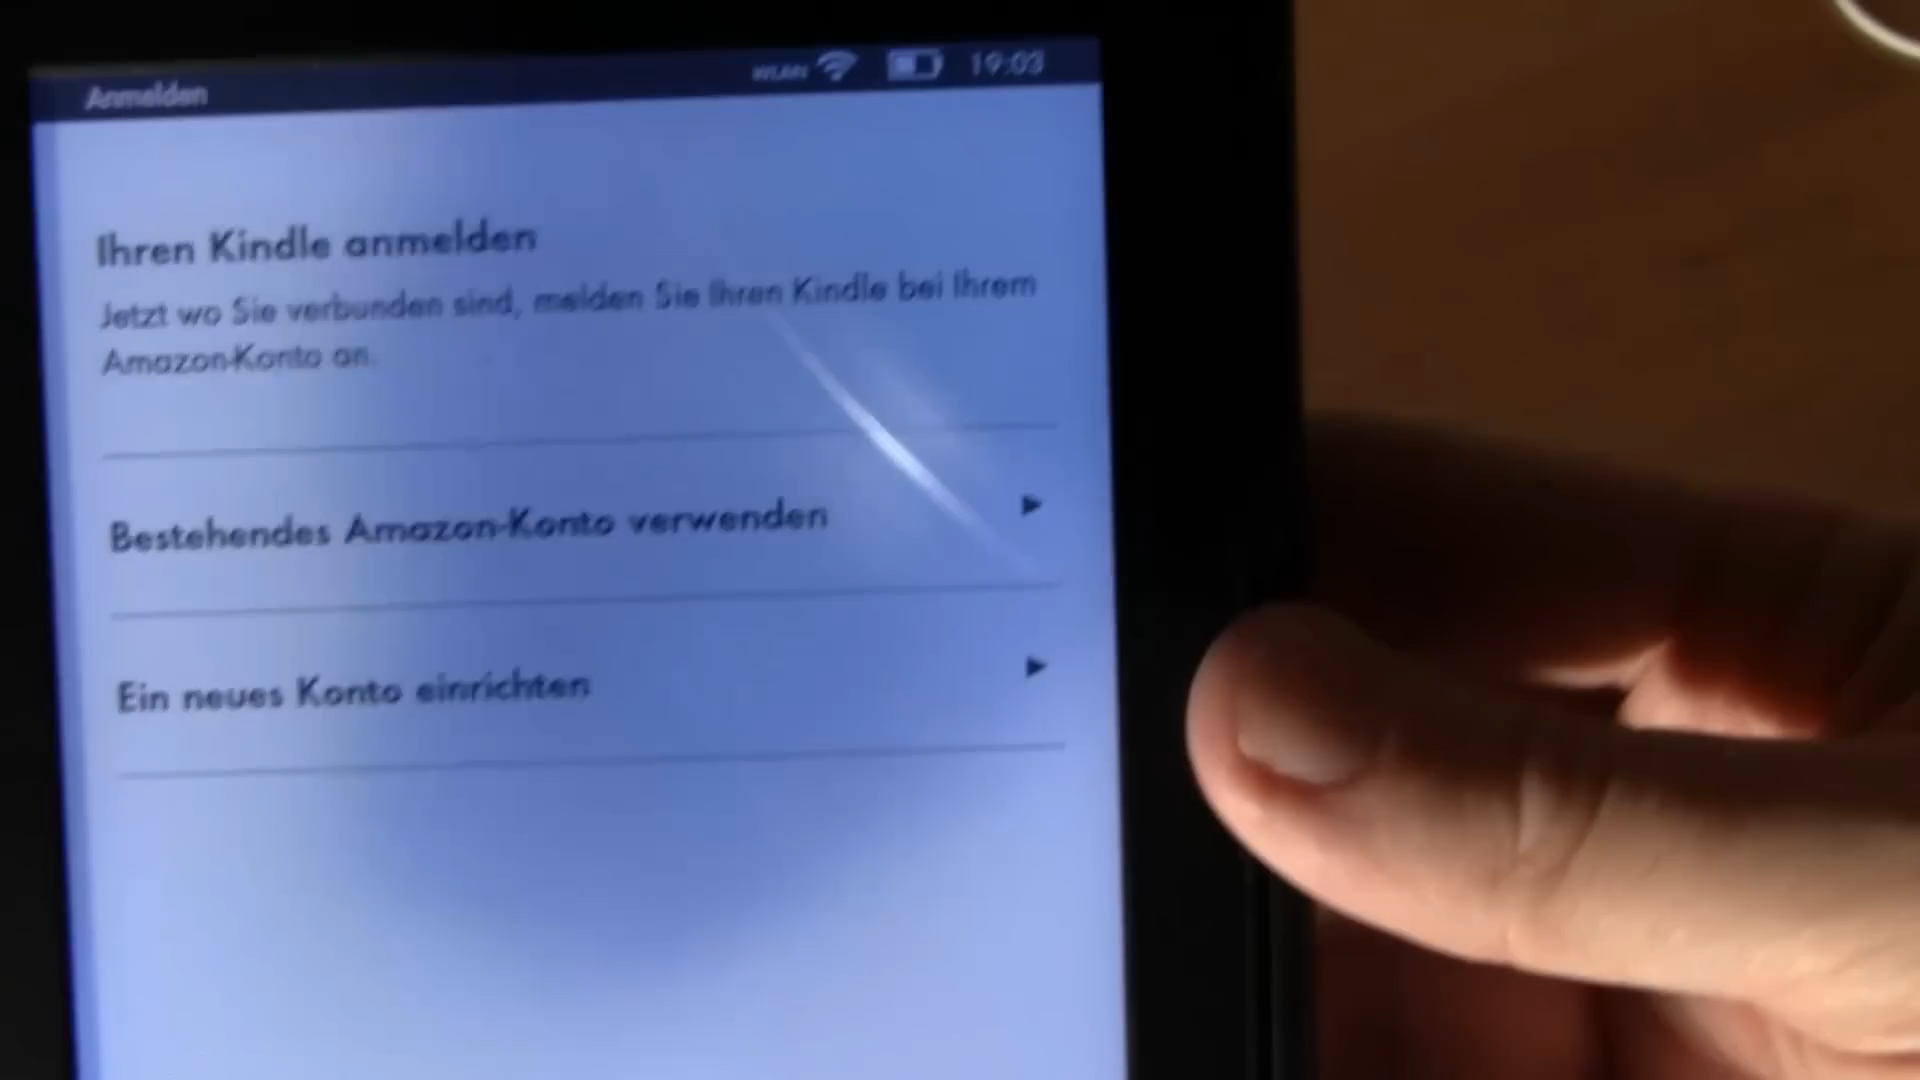 Anmelden
WLAN 19:03
Ihren Kindle anmelden
Jetzt wo Sie verbunden sind, melden Sie Ihren Kindle bei Ihrem
Amazon-Konto an.
Bestehendes Amazon-Konto verwenden
Ein neues Konto einrichten